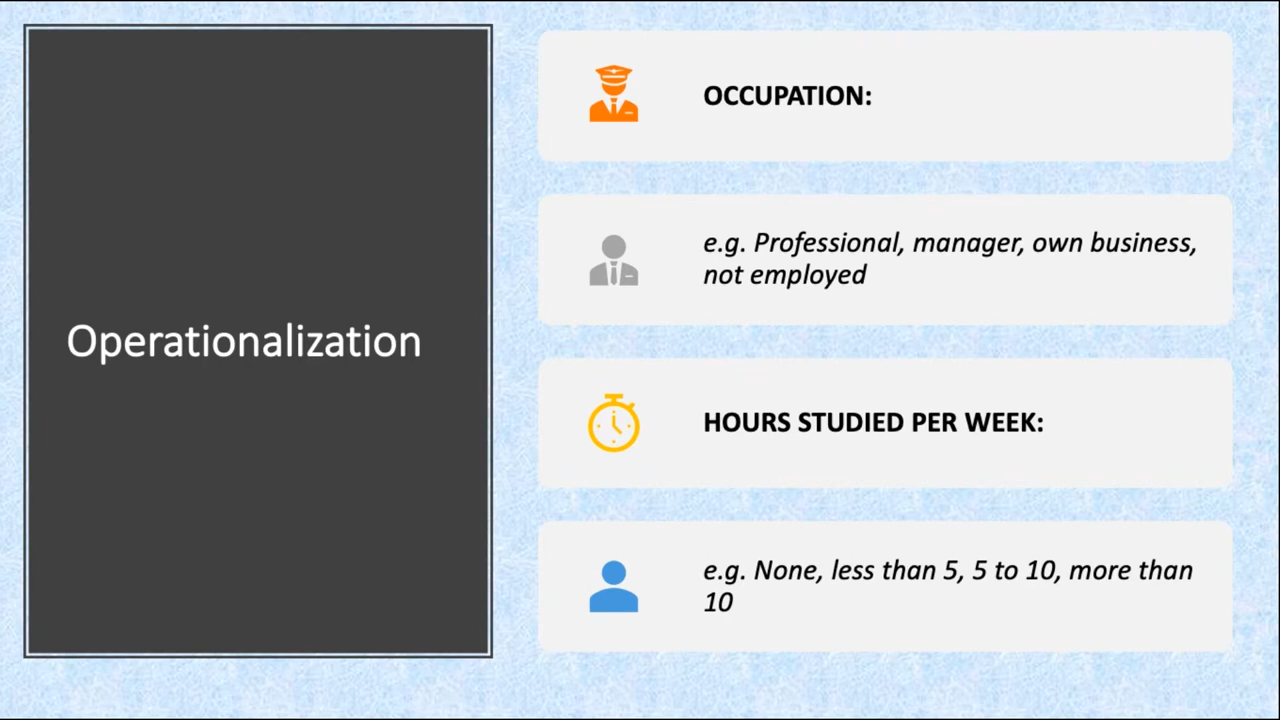 Operationalization
OCCUPATION:
e.g. Professional, manager, own business,
not employed
HOURS STUDIED PER WEEK:
e.g. None, less than 5, 5 to 10, more than
10